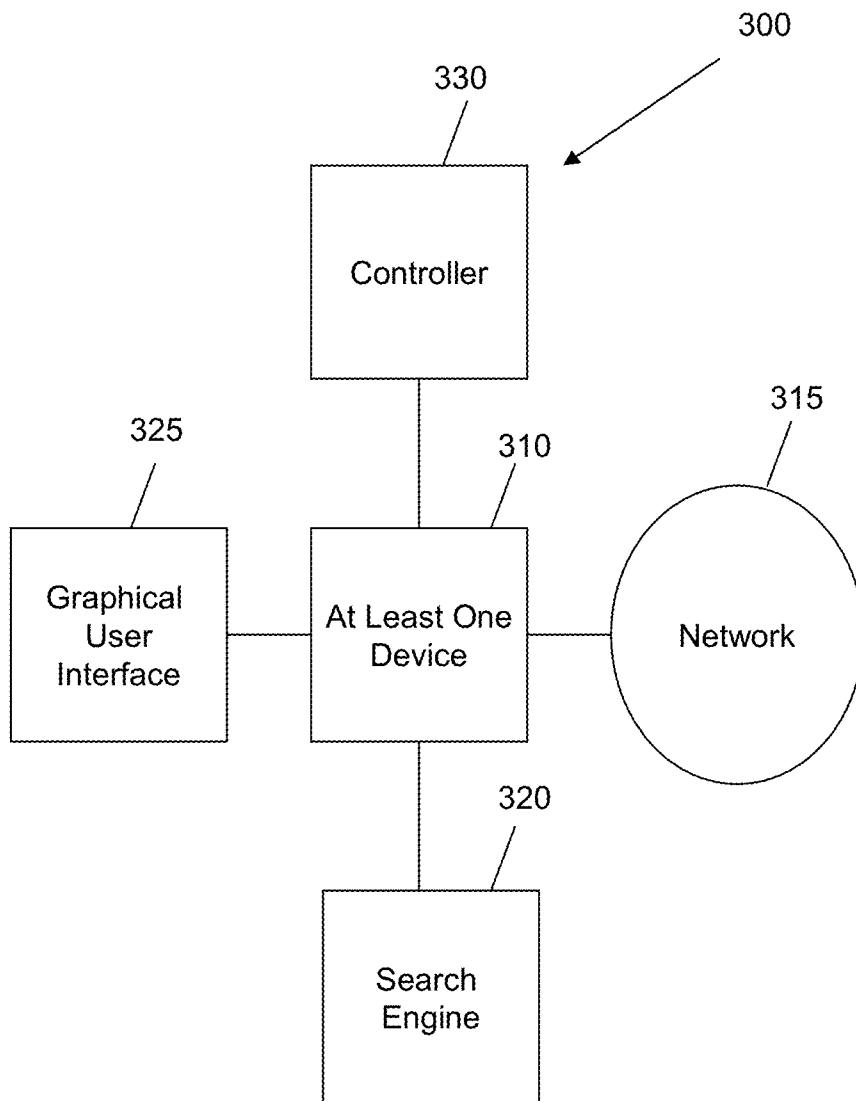 300
330
Controller
315
325
310
Graphical
User
Interface
At Least One
Device
Network
320
Search
Engine